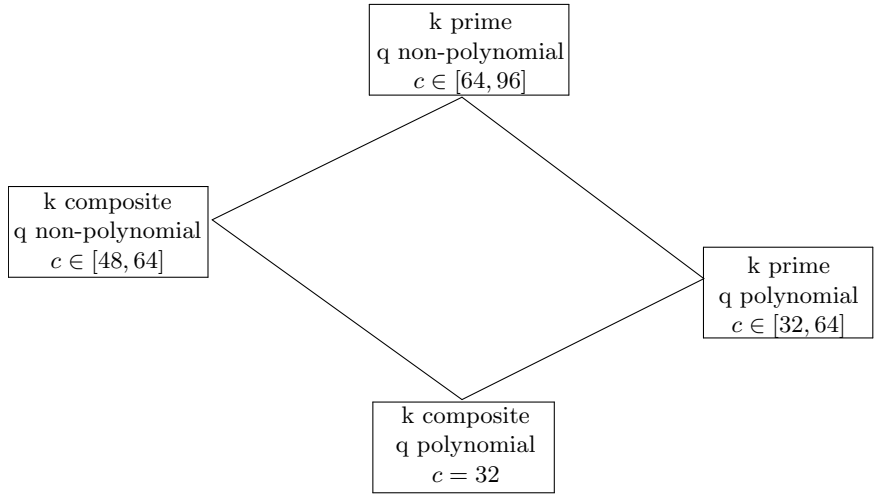 k prime
q non-polynomial
c ∈ [64, 96]
k composite
q non-polynomial
c ∈ [48, 64]
k prime
q polynomial
c ∈ [32, 64]
k composite
q polynomial
c = 32